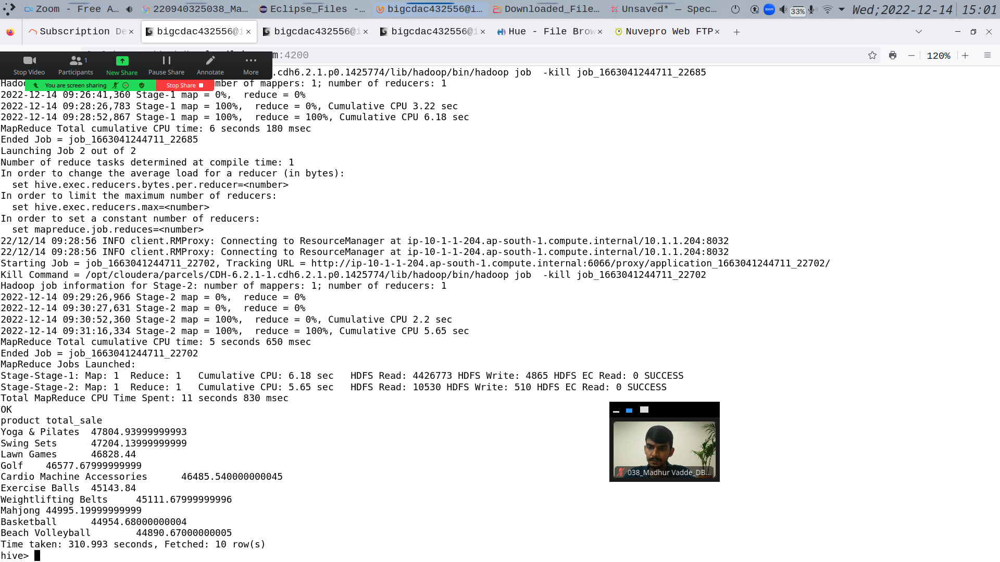 Zoom - Free A... 220940325038_Ma... Eclipse_Files -... bigcdac432556@i... Downloaded_File... Unsaved* — Spec... zoom 33% Wed;2022-12-14 15:01
Subscription De × bigcdac432556@i × bigcdac432556@i × bigcdac432556@i × Hue - File Brow × Nuvepro Web FTP ×
m:4200 120%
Stop Video Participants 1 New Share Pause Share Annotate More
You are screen sharing Stop Share
.cdh6.2.1.p0.1425774/lib/hadoop/bin/hadoop job  -kill job_1663041244711_22685
Hadoo mber of mappers: 1; number of reducers: 1
2022-12-14 09:26:41,360 Stage-1 map = 0%,  reduce = 0%
2022-12-14 09:28:26,783 Stage-1 map = 100%,  reduce = 0%, Cumulative CPU 3.22 sec
2022-12-14 09:28:52,867 Stage-1 map = 100%,  reduce = 100%, Cumulative CPU 6.18 sec
MapReduce Total cumulative CPU time: 6 seconds 180 msec
Ended Job = job_1663041244711_22685
Launching Job 2 out of 2
Number of reduce tasks determined at compile time: 1
In order to change the average load for a reducer (in bytes):
  set hive.exec.reducers.bytes.per.reducer=<number>
In order to limit the maximum number of reducers:
  set hive.exec.reducers.max=<number>
In order to set a constant number of reducers:
  set mapreduce.job.reduces=<number>
22/12/14 09:28:56 INFO client.RMProxy: Connecting to ResourceManager at ip-10-1-1-204.ap-south-1.compute.internal/10.1.1.204:8032
22/12/14 09:28:56 INFO client.RMProxy: Connecting to ResourceManager at ip-10-1-1-204.ap-south-1.compute.internal/10.1.1.204:8032
Starting Job = job_1663041244711_22702, Tracking URL = http://ip-10-1-1-204.ap-south-1.compute.internal:6066/proxy/application_1663041244711_22702/
Kill Command = /opt/cloudera/parcels/CDH-6.2.1-1.cdh6.2.1.p0.1425774/lib/hadoop/bin/hadoop job  -kill job_1663041244711_22702
Hadoop job information for Stage-2: number of mappers: 1; number of reducers: 1
2022-12-14 09:29:26,966 Stage-2 map = 0%,  reduce = 0%
2022-12-14 09:30:27,631 Stage-2 map = 0%,  reduce = 0%
2022-12-14 09:30:52,360 Stage-2 map = 100%,  reduce = 0%, Cumulative CPU 2.2 sec
2022-12-14 09:31:16,334 Stage-2 map = 100%,  reduce = 100%, Cumulative CPU 5.65 sec
MapReduce Total cumulative CPU time: 5 seconds 650 msec
Ended Job = job_1663041244711_22702
MapReduce Jobs Launched:
Stage-Stage-1: Map: 1  Reduce: 1   Cumulative CPU: 6.18 sec   HDFS Read: 4426773 HDFS Write: 4865 HDFS EC Read: 0 SUCCESS
Stage-Stage-2: Map: 1  Reduce: 1   Cumulative CPU: 5.65 sec   HDFS Read: 10530 HDFS Write: 510 HDFS EC Read: 0 SUCCESS
Total MapReduce CPU Time Spent: 11 seconds 830 msec
OK
product total_sale
Yoga & Pilates  47804.93999999993
Swing Sets      47204.13999999999
Lawn Games      46828.44
Golf    46577.67999999999
Cardio Machine Accessories      46485.540000000045
Exercise Balls  45143.84
Weightlifting Belts     45111.67999999996
Mahjong 44995.19999999999
Basketball      44954.68000000004
Beach Volleyball        44890.67000000005
Time taken: 310.993 seconds, Fetched: 10 row(s)
hive>
038_Madhur Vadde_DB...